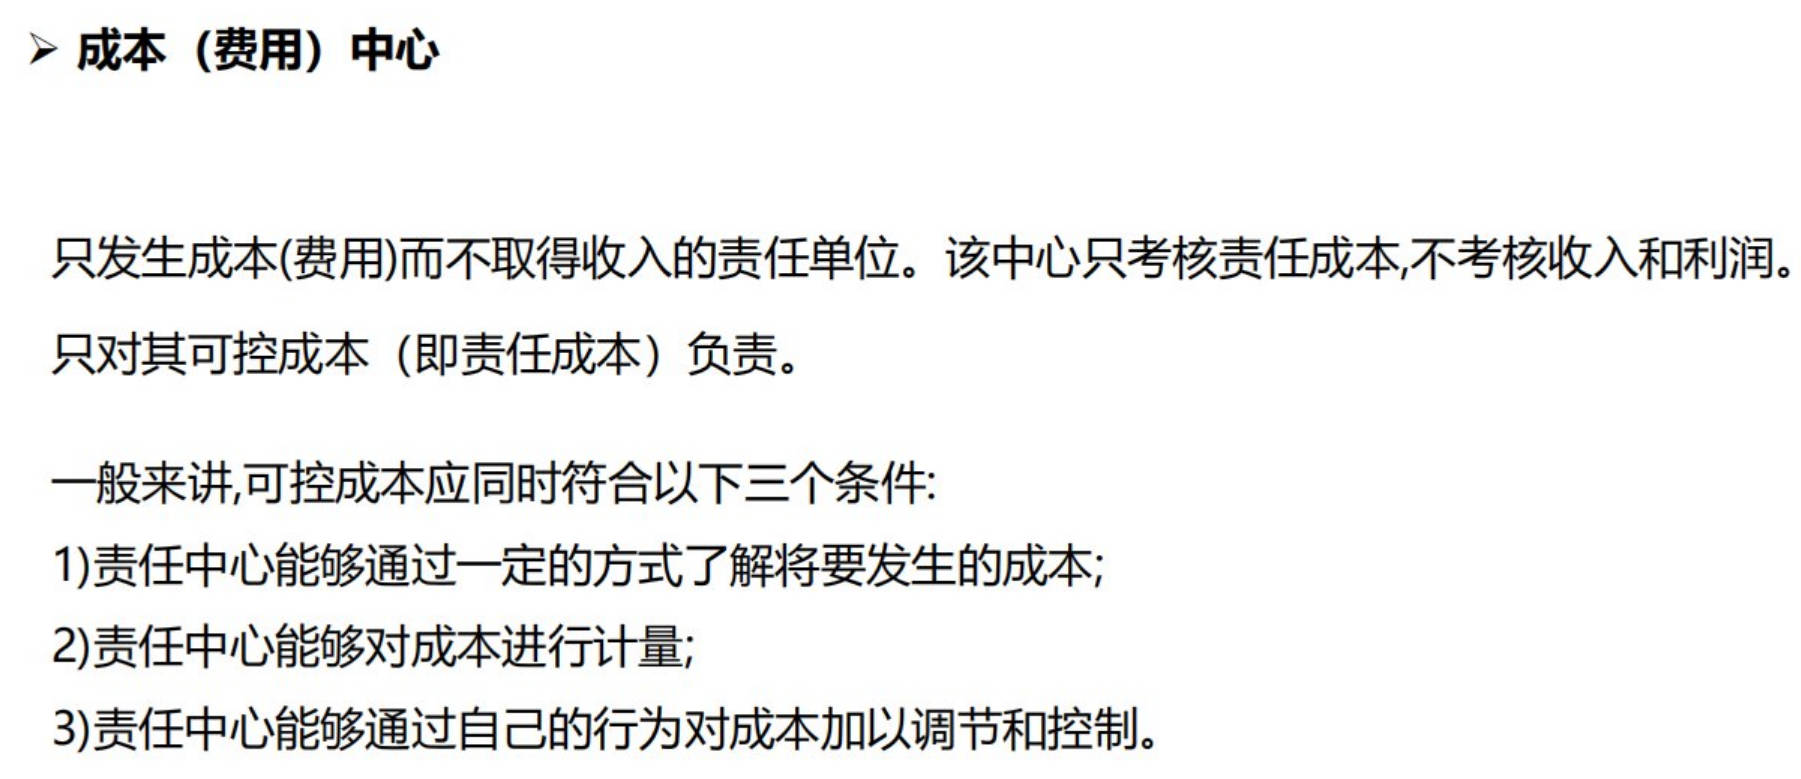 ➢ 成本（费用）中心
只发生成本(费用)而不取得收入的责任单位。该中心只考核责任成本,不考核收入和利润。
只对其可控成本（即责任成本）负责。
一般来讲,可控成本应同时符合以下三个条件:
1)责任中心能够通过一定的方式了解将要发生的成本;
2)责任中心能够对成本进行计量;
3)责任中心能够通过自己的行为对成本加以调节和控制。